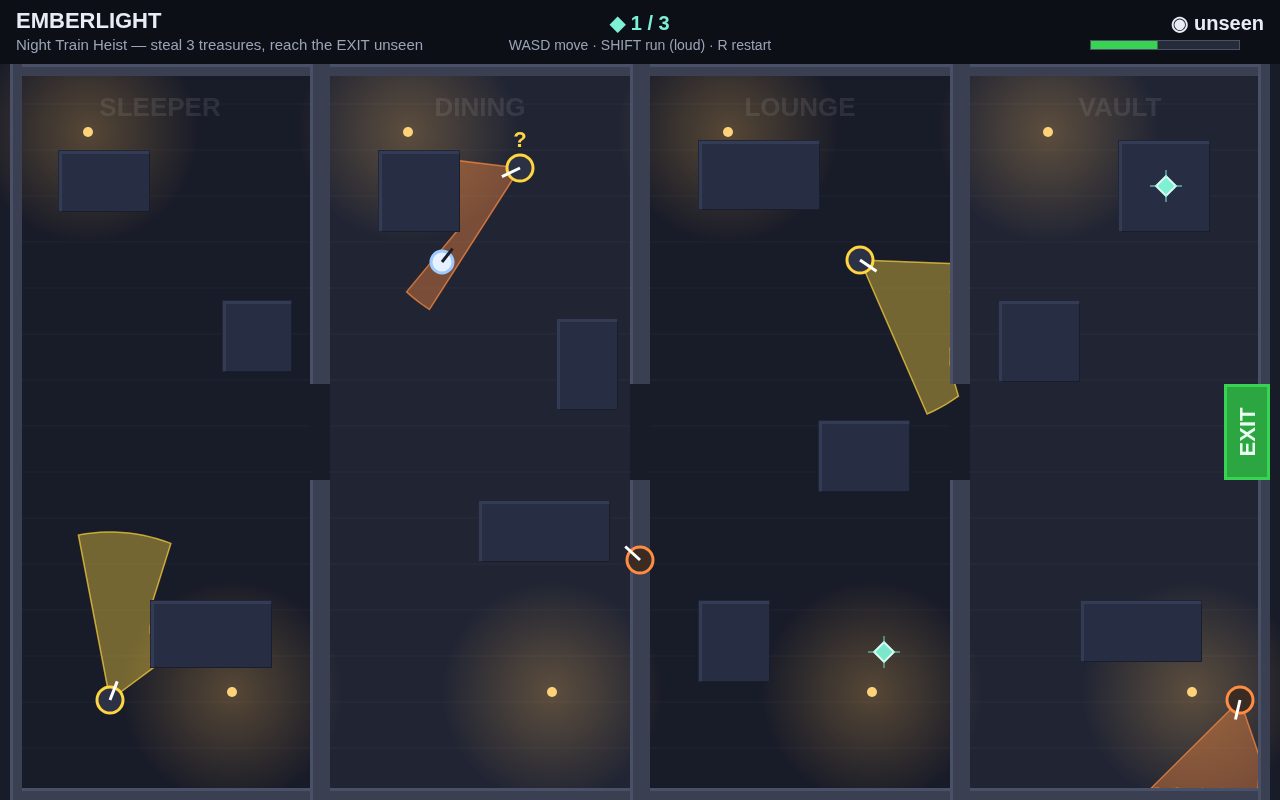 EMBERLIGHT
Night Train Heist — steal 3 treasures, reach the EXIT unseen
◆ 1 / 3
WASD move · SHIFT run (loud) · R restart
◉ unseen
SLEEPER
DINING
LOUNGE
VAULT
?
EXIT